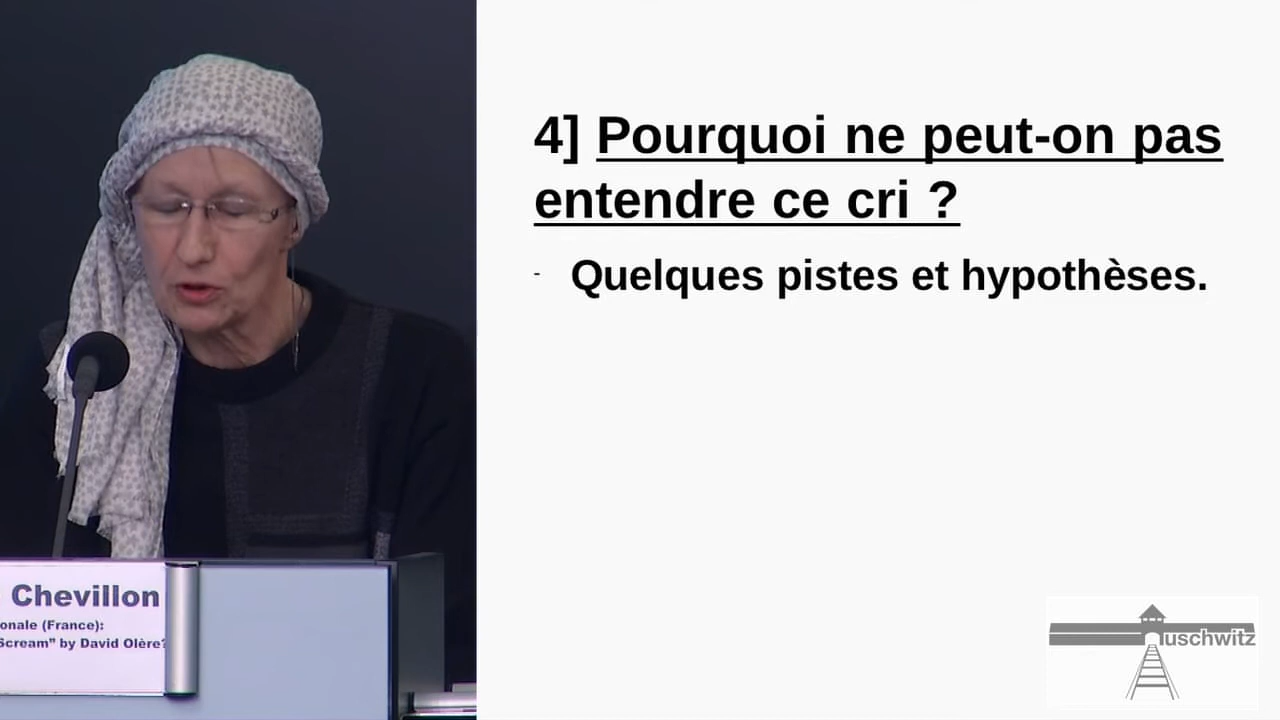 4] Pourquoi ne peut-on pas
entendre ce cri ?
- Quelques pistes et hypothèses.
Chevillon
onale (France):
Scream” by David Olère?
uschwitz